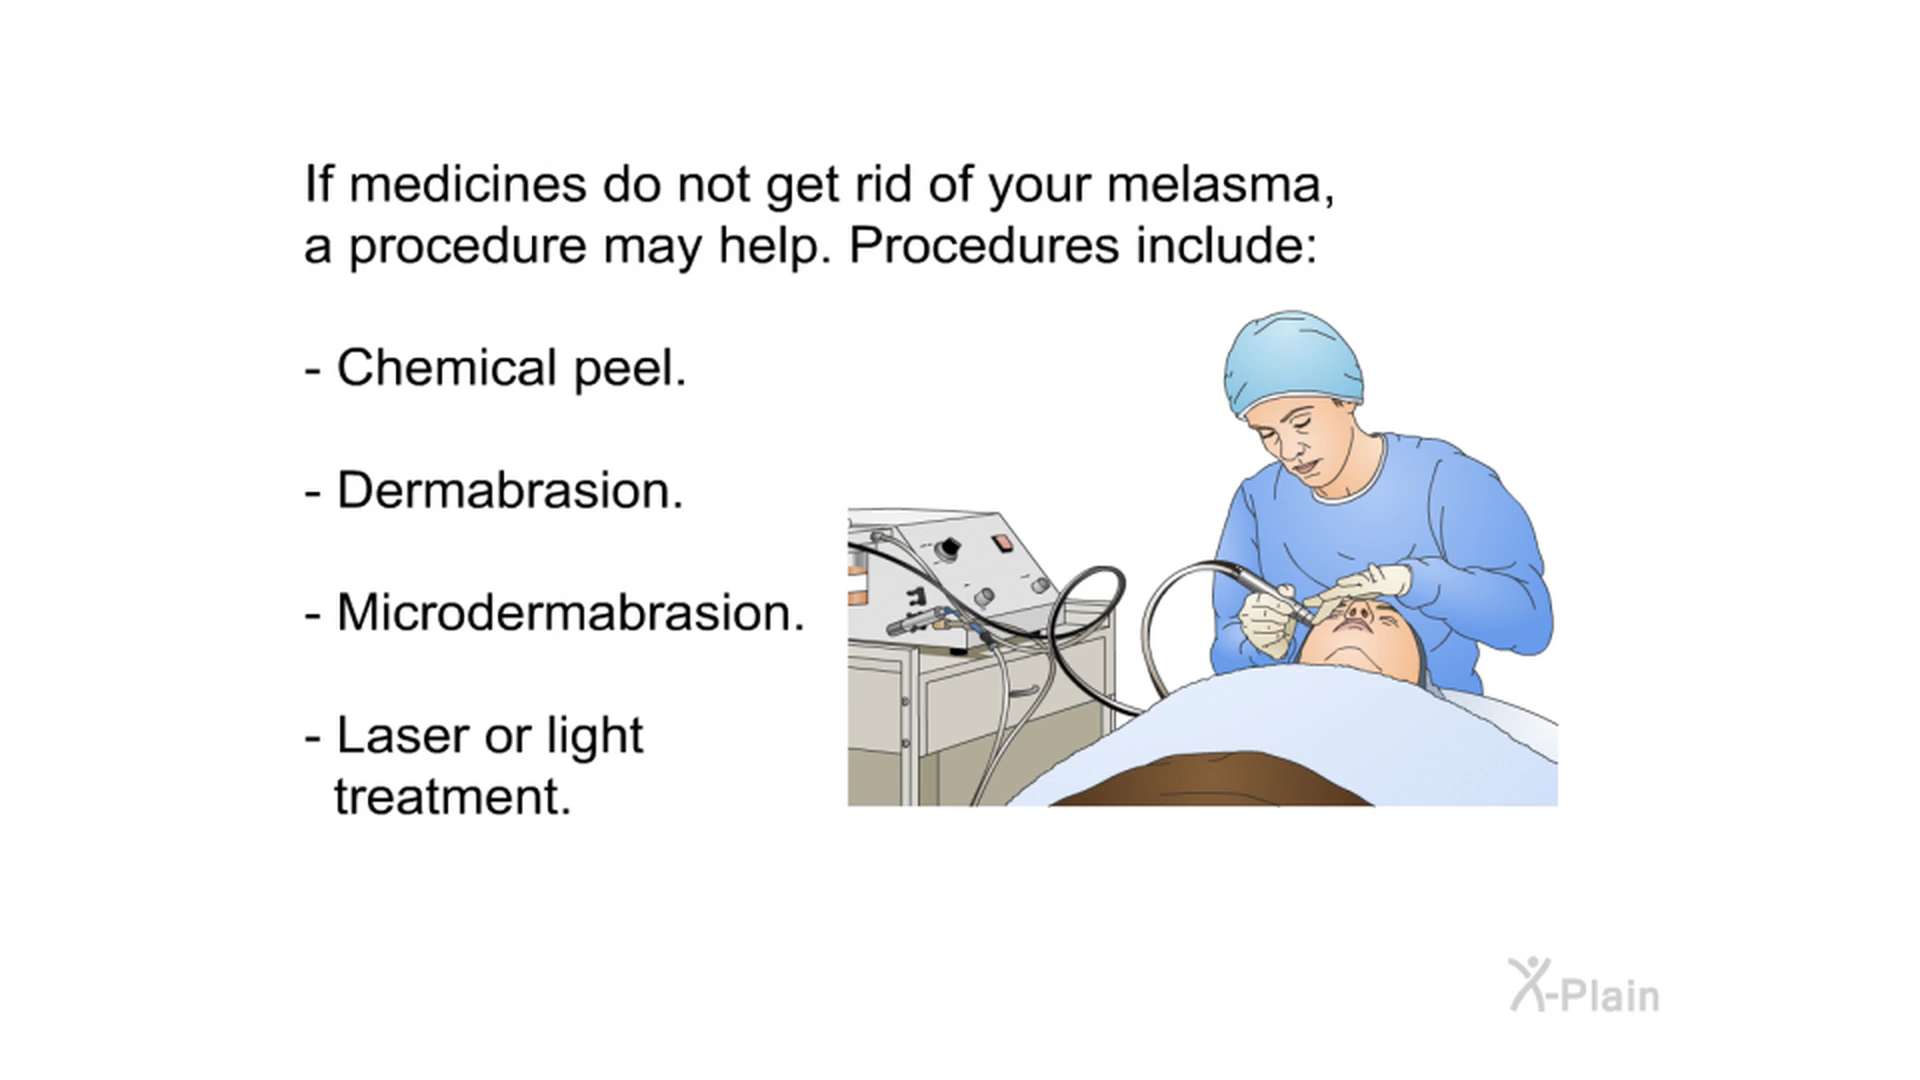 If medicines do not get rid of your melasma,
a procedure may help. Procedures include:
- Chemical peel.
- Dermabrasion.
- Microdermabrasion.
- Laser or light
treatment.
X-Plain